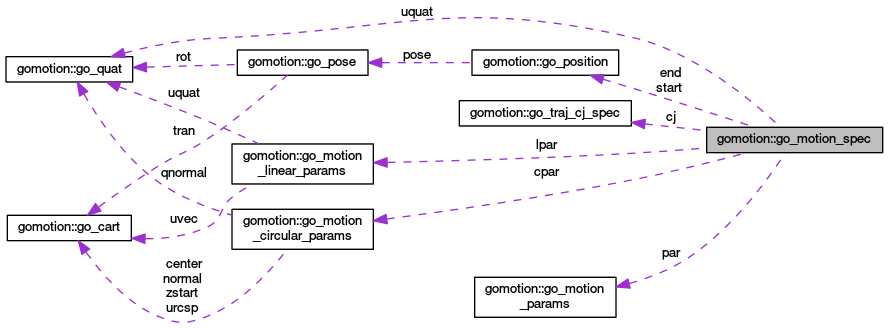 uquat
gomotion::go_quat
rot
gomotion::go_pose
pose
gomotion::go_position
end
start
uquat
gomotion::go_traj_cj_spec
cj
gomotion::go_motion_spec
tran
lpar
gomotion::go_motion
_linear_params
qnormal
cpar
uvec
gomotion::go_cart
gomotion::go_motion
_circular_params
par
center
normal
zstart
urcsp
gomotion::go_motion
_params